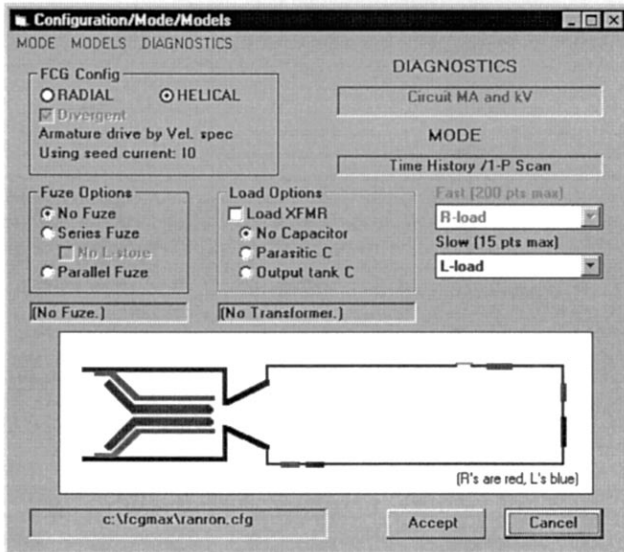 Configuration/Mode/Models
MODE MODELS DIAGNOSTICS
FCG Config
RADIAL HELICAL
Divergent
Armature drive by Vel. spec
Using seed current: I0
DIAGNOSTICS
Circuit MA and kV
MODE
Time History /1-P Scan
Fuze Options
No Fuze
Series Fuze
No L store
Parallel Fuze
(No Fuze.)
Load Options
Load XFMR
No Capacitor
Parasitic C
Output tank C
(No Transformer.)
Fast (200 pts max)
R-load
Slow (15 pts max)
L-load
(R's are red, L's blue)
c:\fcgmax\ranron.cfg
Accept
Cancel